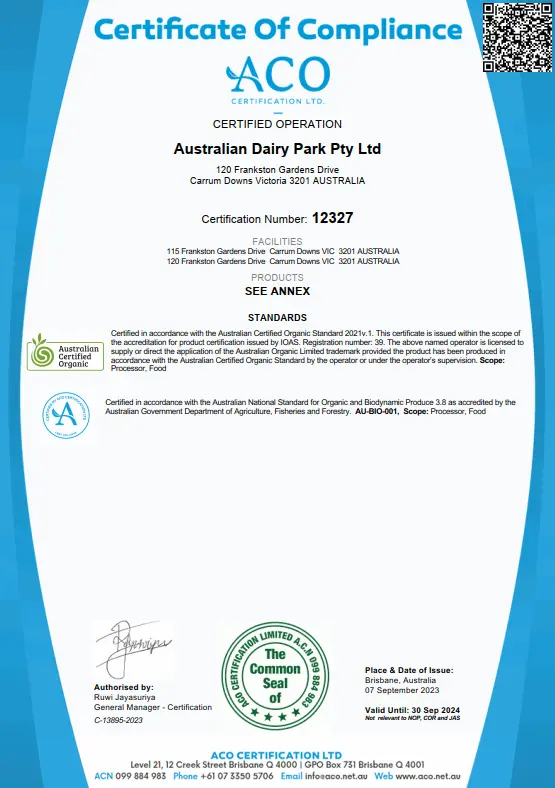 Certificate Of Compliance
ACO
CERTIFICATION LTD.
CERTIFIED OPERATION
Australian Dairy Park Pty Ltd
120 Frankston Gardens Drive
Carrum Downs Victoria 3201 AUSTRALIA
Certification Number: 12327
FACILITIES
115 Frankston Gardens Drive Carrum Downs VIC 3201 AUSTRALIA
120 Frankston Gardens Drive Carrum Downs VIC 3201 AUSTRALIA
PRODUCTS
SEE ANNEX
STANDARDS
Australian
Certified
Organic
Certified in accordance with the Australian Certified Organic Standard 2021v.1. This certificate is issued within the scope of
the accreditation for product certification issued by IOAS. Registration number: 39. The above named operator is licensed to
supply or direct the application of the Australian Organic Limited trademark provided the product has been produced in
accordance with the Australian Certified Organic Standard by the operator or under the operator's supervision. Scope:
Processor, Food
Certified in accordance with the Australian National Standard for Organic and Biodynamic Produce 3.8 as accredited by the
Australian Government Department of Agriculture, Fisheries and Forestry. AU-BIO-001, Scope: Processor, Food
Authorised by:
Ruwi Jayasuriya
General Manager - Certification
C-13895-2023
ACO CERTIFICATION LIMITED A.C.N 099 884 983
The
Common
Seal
of
Place & Date of Issue:
Brisbane, Australia
07 September 2023
Valid Until: 30 Sep 2024
Not relevant to NOP, COR and JAS
ACO CERTIFICATION LTD
Level 21, 12 Creek Street Brisbane Q 4000 | GPO Box 731 Brisbane Q 4001
ACN 099 884 983 Phone +61 07 3350 5706 Email info@aco.net.au Web www.aco.net.au